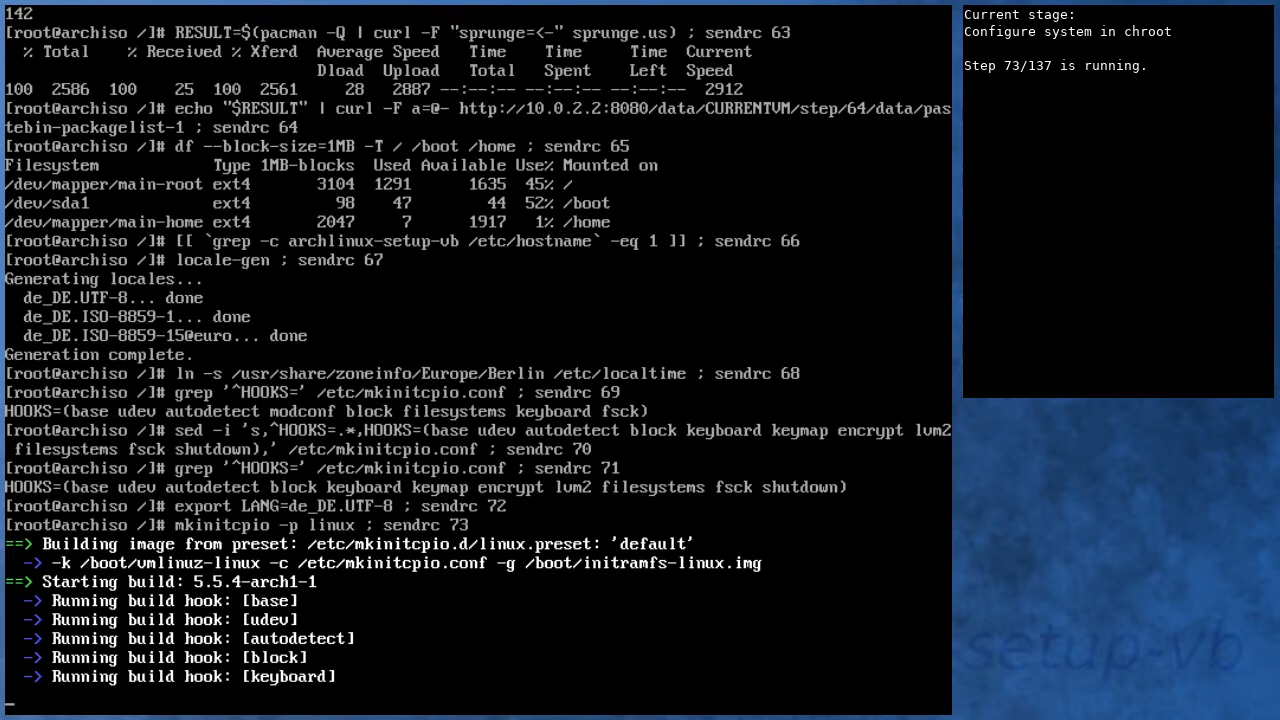 142
[root@archiso /]# RESULT=$(pacman -Q | curl -F "sprunge=<-" sprunge.us) ; sendrc 63
  % Total    % Received % Xferd  Average Speed   Time    Time     Time  Current
                                 Dload  Upload   Total   Spent    Left  Speed
100  2586  100    25  100  2561     28   2887 --:--:-- --:--:-- --:--:--  2912
[root@archiso /]# echo "$RESULT" | curl -F a=@- http://10.0.2.2:8080/data/CURRENTVM/step/64/data/pas
tebin-packagelist-1 ; sendrc 64
[root@archiso /]# df --block-size=1MB -T / /boot /home ; sendrc 65
Filesystem            Type 1MB-blocks  Used Available Use% Mounted on
/dev/mapper/main-root ext4       3104  1291      1635  45% /
/dev/sda1             ext4         98    47        44  52% /boot
/dev/mapper/main-home ext4       2047     7      1917   1% /home
[root@archiso /]# [[ `grep -c archlinux-setup-vb /etc/hostname` -eq 1 ]] ; sendrc 66
[root@archiso /]# locale-gen ; sendrc 67
Generating locales...
  de_DE.UTF-8... done
  de_DE.ISO-8859-1... done
  de_DE.ISO-8859-15@euro... done
Generation complete.
[root@archiso /]# ln -s /usr/share/zoneinfo/Europe/Berlin /etc/localtime ; sendrc 68
[root@archiso /]# grep '^HOOKS=' /etc/mkinitcpio.conf ; sendrc 69
HOOKS=(base udev autodetect modconf block filesystems keyboard fsck)
[root@archiso /]# sed -i 's,^HOOKS=.*,HOOKS=(base udev autodetect block keyboard keymap encrypt lvm2
 filesystems fsck shutdown),' /etc/mkinitcpio.conf ; sendrc 70
[root@archiso /]# grep '^HOOKS=' /etc/mkinitcpio.conf ; sendrc 71
HOOKS=(base udev autodetect block keyboard keymap encrypt lvm2 filesystems fsck shutdown)
[root@archiso /]# export LANG=de_DE.UTF-8 ; sendrc 72
[root@archiso /]# mkinitcpio -p linux ; sendrc 73
==> Building image from preset: /etc/mkinitcpio.d/linux.preset: 'default'
  -> -k /boot/vmlinuz-linux -c /etc/mkinitcpio.conf -g /boot/initramfs-linux.img
==> Starting build: 5.5.4-arch1-1
  -> Running build hook: [base]
  -> Running build hook: [udev]
  -> Running build hook: [autodetect]
  -> Running build hook: [block]
  -> Running build hook: [keyboard]
_
Current stage:
Configure system in chroot
Step 73/137 is running.
setup-vb